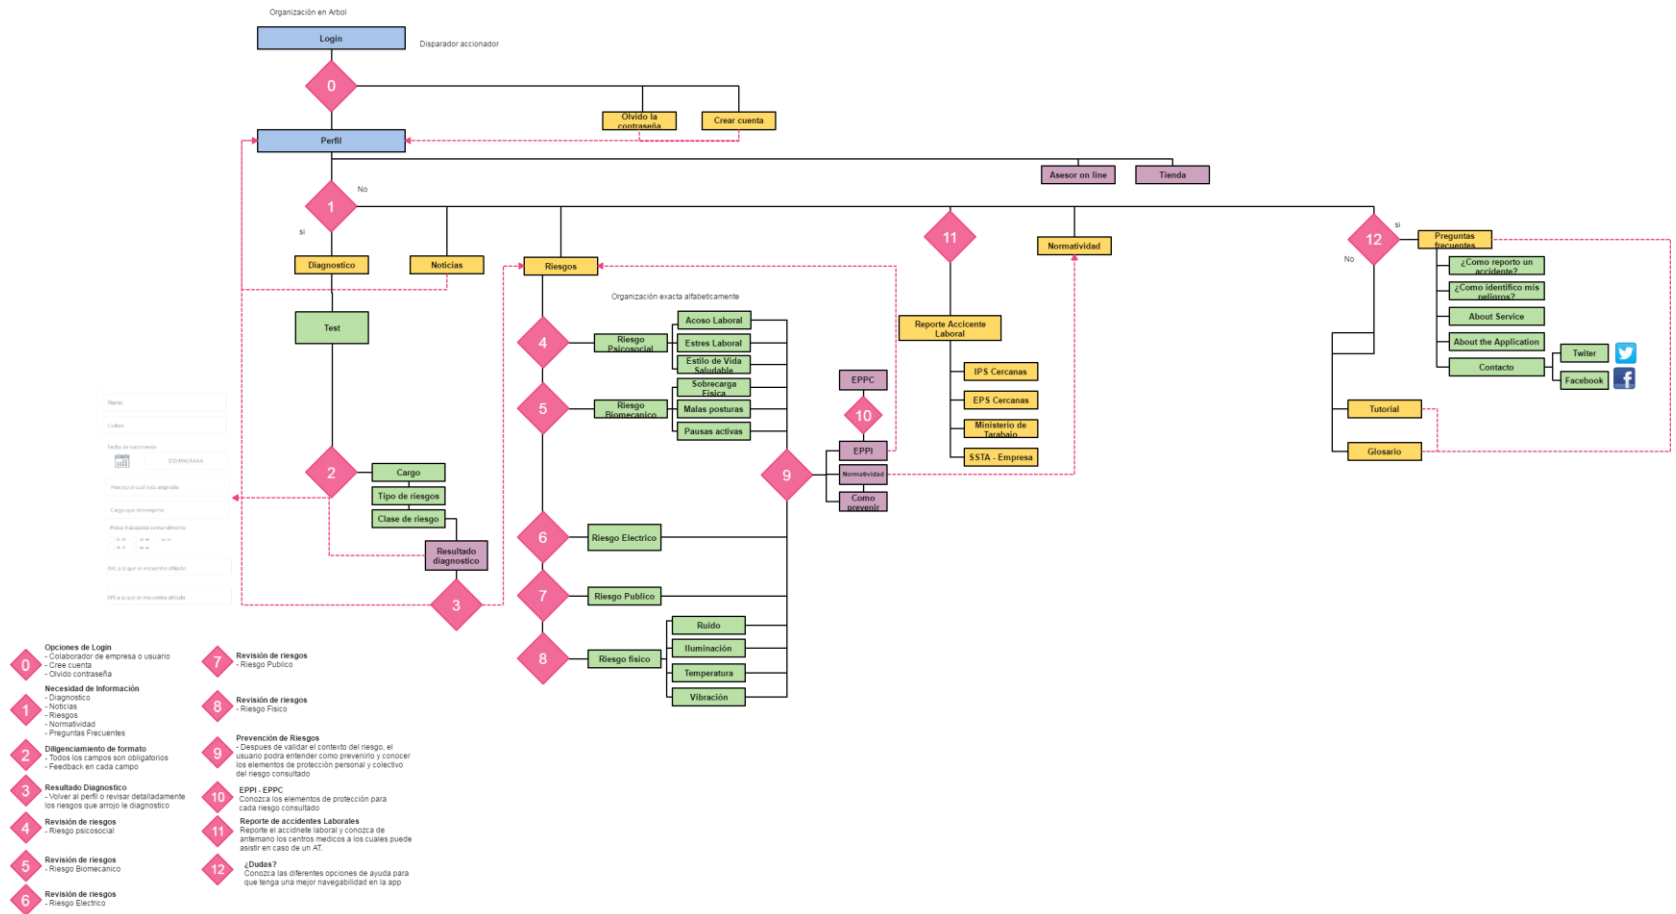 Organización en Arbol
Login
Disparador accionador
0
Olvido la
contraseña
Crear cuenta
Perfil
Asesor on line
Tienda
No
1
si
11
12
si
No
Preguntas
frecuentes
Normatividad
Diagnostico
Noticias
Riesgos
¿Como reporto un
accidente?
¿Como identifico mis
peligros?
About Service
About the Application
Contacto
Twiter
Facebook
Organización exacta alfabeticamente
Test
Reporte Accicente
Laboral
IPS Cercanas
EPS Cercanas
Ministerio de
Tarabajo
SSTA - Empresa
Tutorial
Glosario
4
Riesgo
Psicosocial
Acoso Laboral
Estres Laboral
Estilo de Vida
Saludable
5
Riesgo
Biomecanico
Sobrecarga
Física
Malas posturas
Pausas activas
EPPC
10
EPPI
Normatividad
Como
prevenir
9
2
Cargo
Tipo de riesgos
Clase de riesgo
Resultado
diagnostico
3
6
Riesgo Electrico
7
Riesgo Publico
8
Riesgo fisico
Ruido
Iluminación
Temperatura
Vibración
Name
Fecha de nacimiento
DD/MM/AAAA
Cargo que desempeña
0
Opciones de Login
- Colaborador de empresa o usuario
- Cree cuenta
- Olvido contraseña
1
Necesidad de Información
- Diagnostico
- Noticias
- Riesgos
- Normatividad
- Preguntas Frecuentes
2
Diligenciamiento de formato
- Todos los campos son obligatorios
- Feedback en cada campo
3
Resultado Diagnostico
- Volver al perfil o revisar detalladamente
los riesgos que arrojo le diagnostico
4
Revisión de riesgos
- Riesgo psicosocial
5
Revisión de riesgos
- Riesgo Biomecanico
6
Revisión de riesgos
- Riesgo Electrico
7
Revisión de riesgos
- Riesgo Publico
8
Revisión de riesgos
- Riesgo Fisico
9
Prevención de Riesgos
- Despues de validar el contexto del riesgo, el
usuario podra entender como prevenirlo y conocer
los elementos de protección personal y colectivo
del riesgo consultado
10
EPPI - EPPC
Conozca los elementos de protección para
cada riesgo consultado
11
Reporte de accidentes Laborales
Reporte el accidnete laboral y conozca de
antemano los centros medicos a los cuales puede
asistir en caso de un AT.
12
¿Dudas?
Conozca las diferentes opciones de ayuda para
que tenga una mejor navegabilidad en la app